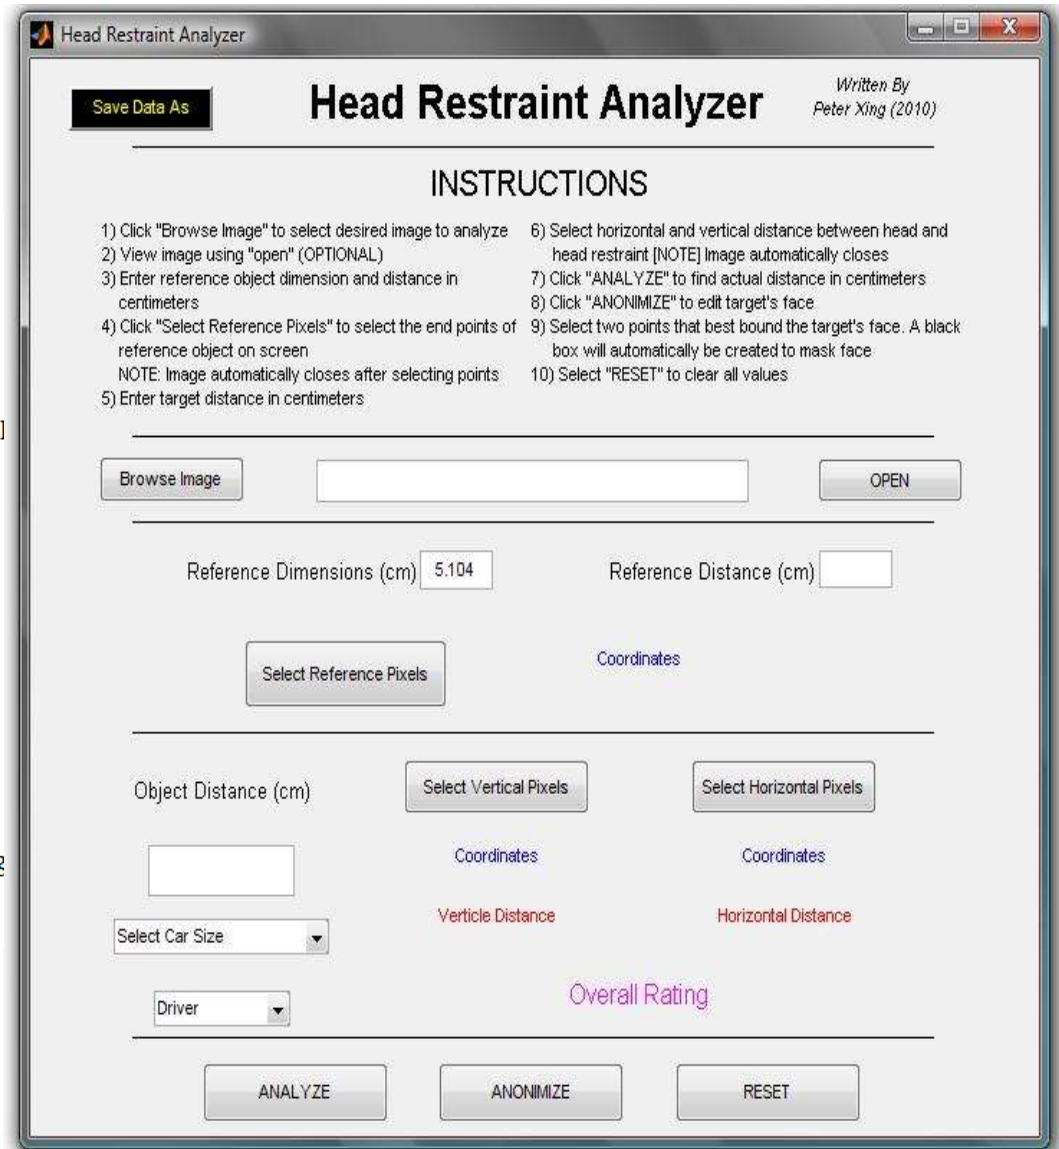 Head Restraint Analyzer
Save Data As
Head Restraint Analyzer
Written By
Peter Xing (2010)
INSTRUCTIONS
1) Click "Browse Image" to select desired image to analyze
2) View image using "open" (OPTIONAL)
3) Enter reference object dimension and distance in
centimeters
4) Click "Select Reference Pixels" to select the end points of
reference object on screen
NOTE: Image automatically closes after selecting points
5) Enter target distance in centimeters
6) Select horizontal and vertical distance between head and
head restraint [NOTE] Image automatically closes
7) Click "ANALYZE" to find actual distance in centimeters
8) Click "ANONIMIZE" to edit target's face
9) Select two points that best bound the target's face. A black
box will automatically be created to mask face
10) Select "RESET" to clear all values
Browse Image
OPEN
Reference Dimensions (cm) 5.104
Reference Distance (cm)
Select Reference Pixels
Coordinates
Object Distance (cm)
Select Vertical Pixels
Select Horizontal Pixels
Coordinates
Coordinates
Verticle Distance
Horizontal Distance
Select Car Size
Driver
Overall Rating
ANALYZE
ANONIMIZE
RESET